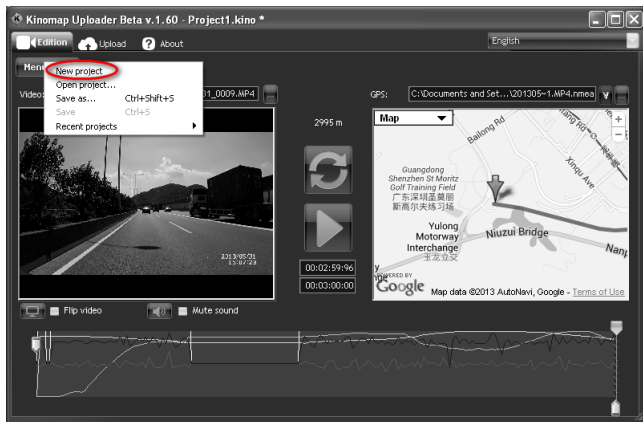 Kinomap Uploader Beta v.1.60 - Project1.kino *
Edition
Upload
? About
English
Menu
New project
Open project...
Save as... Ctrl+Shift+S
Save Ctrl+S
Recent projects
Video:
31_0009.MP4
...
2995 m
GPS:
C:\Documents and Set...\201305~1.MP4.nmea
...
Map
Bailong Rd
Xinqu Ave
Guangdong
Shenzhen St Moritz
Golf Training Field
广东深圳圣莫丽
斯高尔夫练习场
Yulong
Motorway
Interchange
玉龙立交
Niuzui Bridge
2013/05/31
15:07:23
00:02:59:96
00:03:00:00
POWERED BY
Google
Map data ©2013 AutoNavi, Google - Terms of Use
Flip video
Mute sound